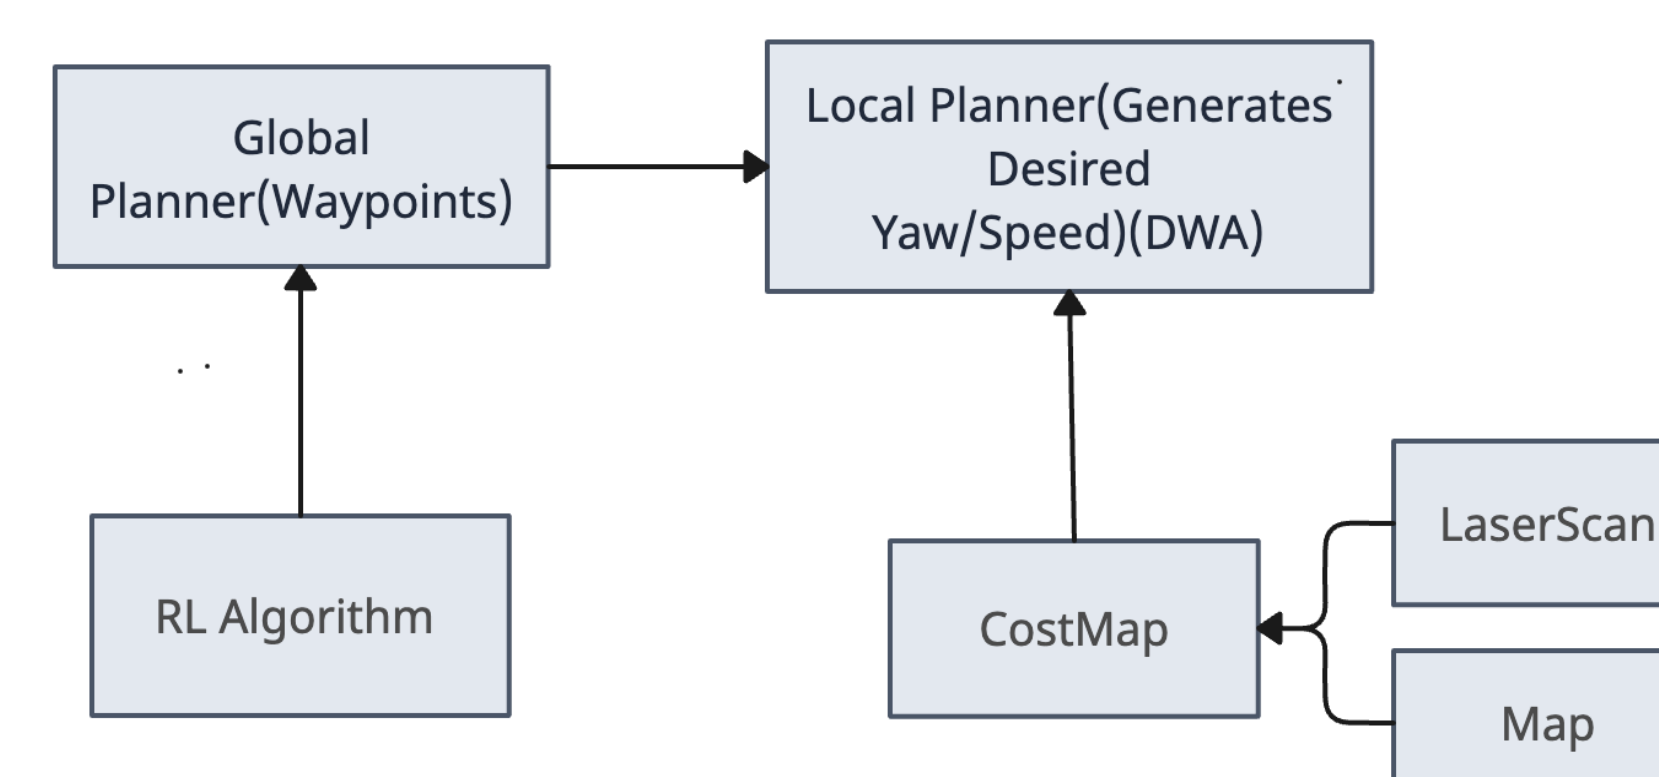 Global
Planner(Waypoints)
Local Planner(Generates
Desired
Yaw/Speed)(DWA)
RL Algorithm
CostMap
LaserScan
Map